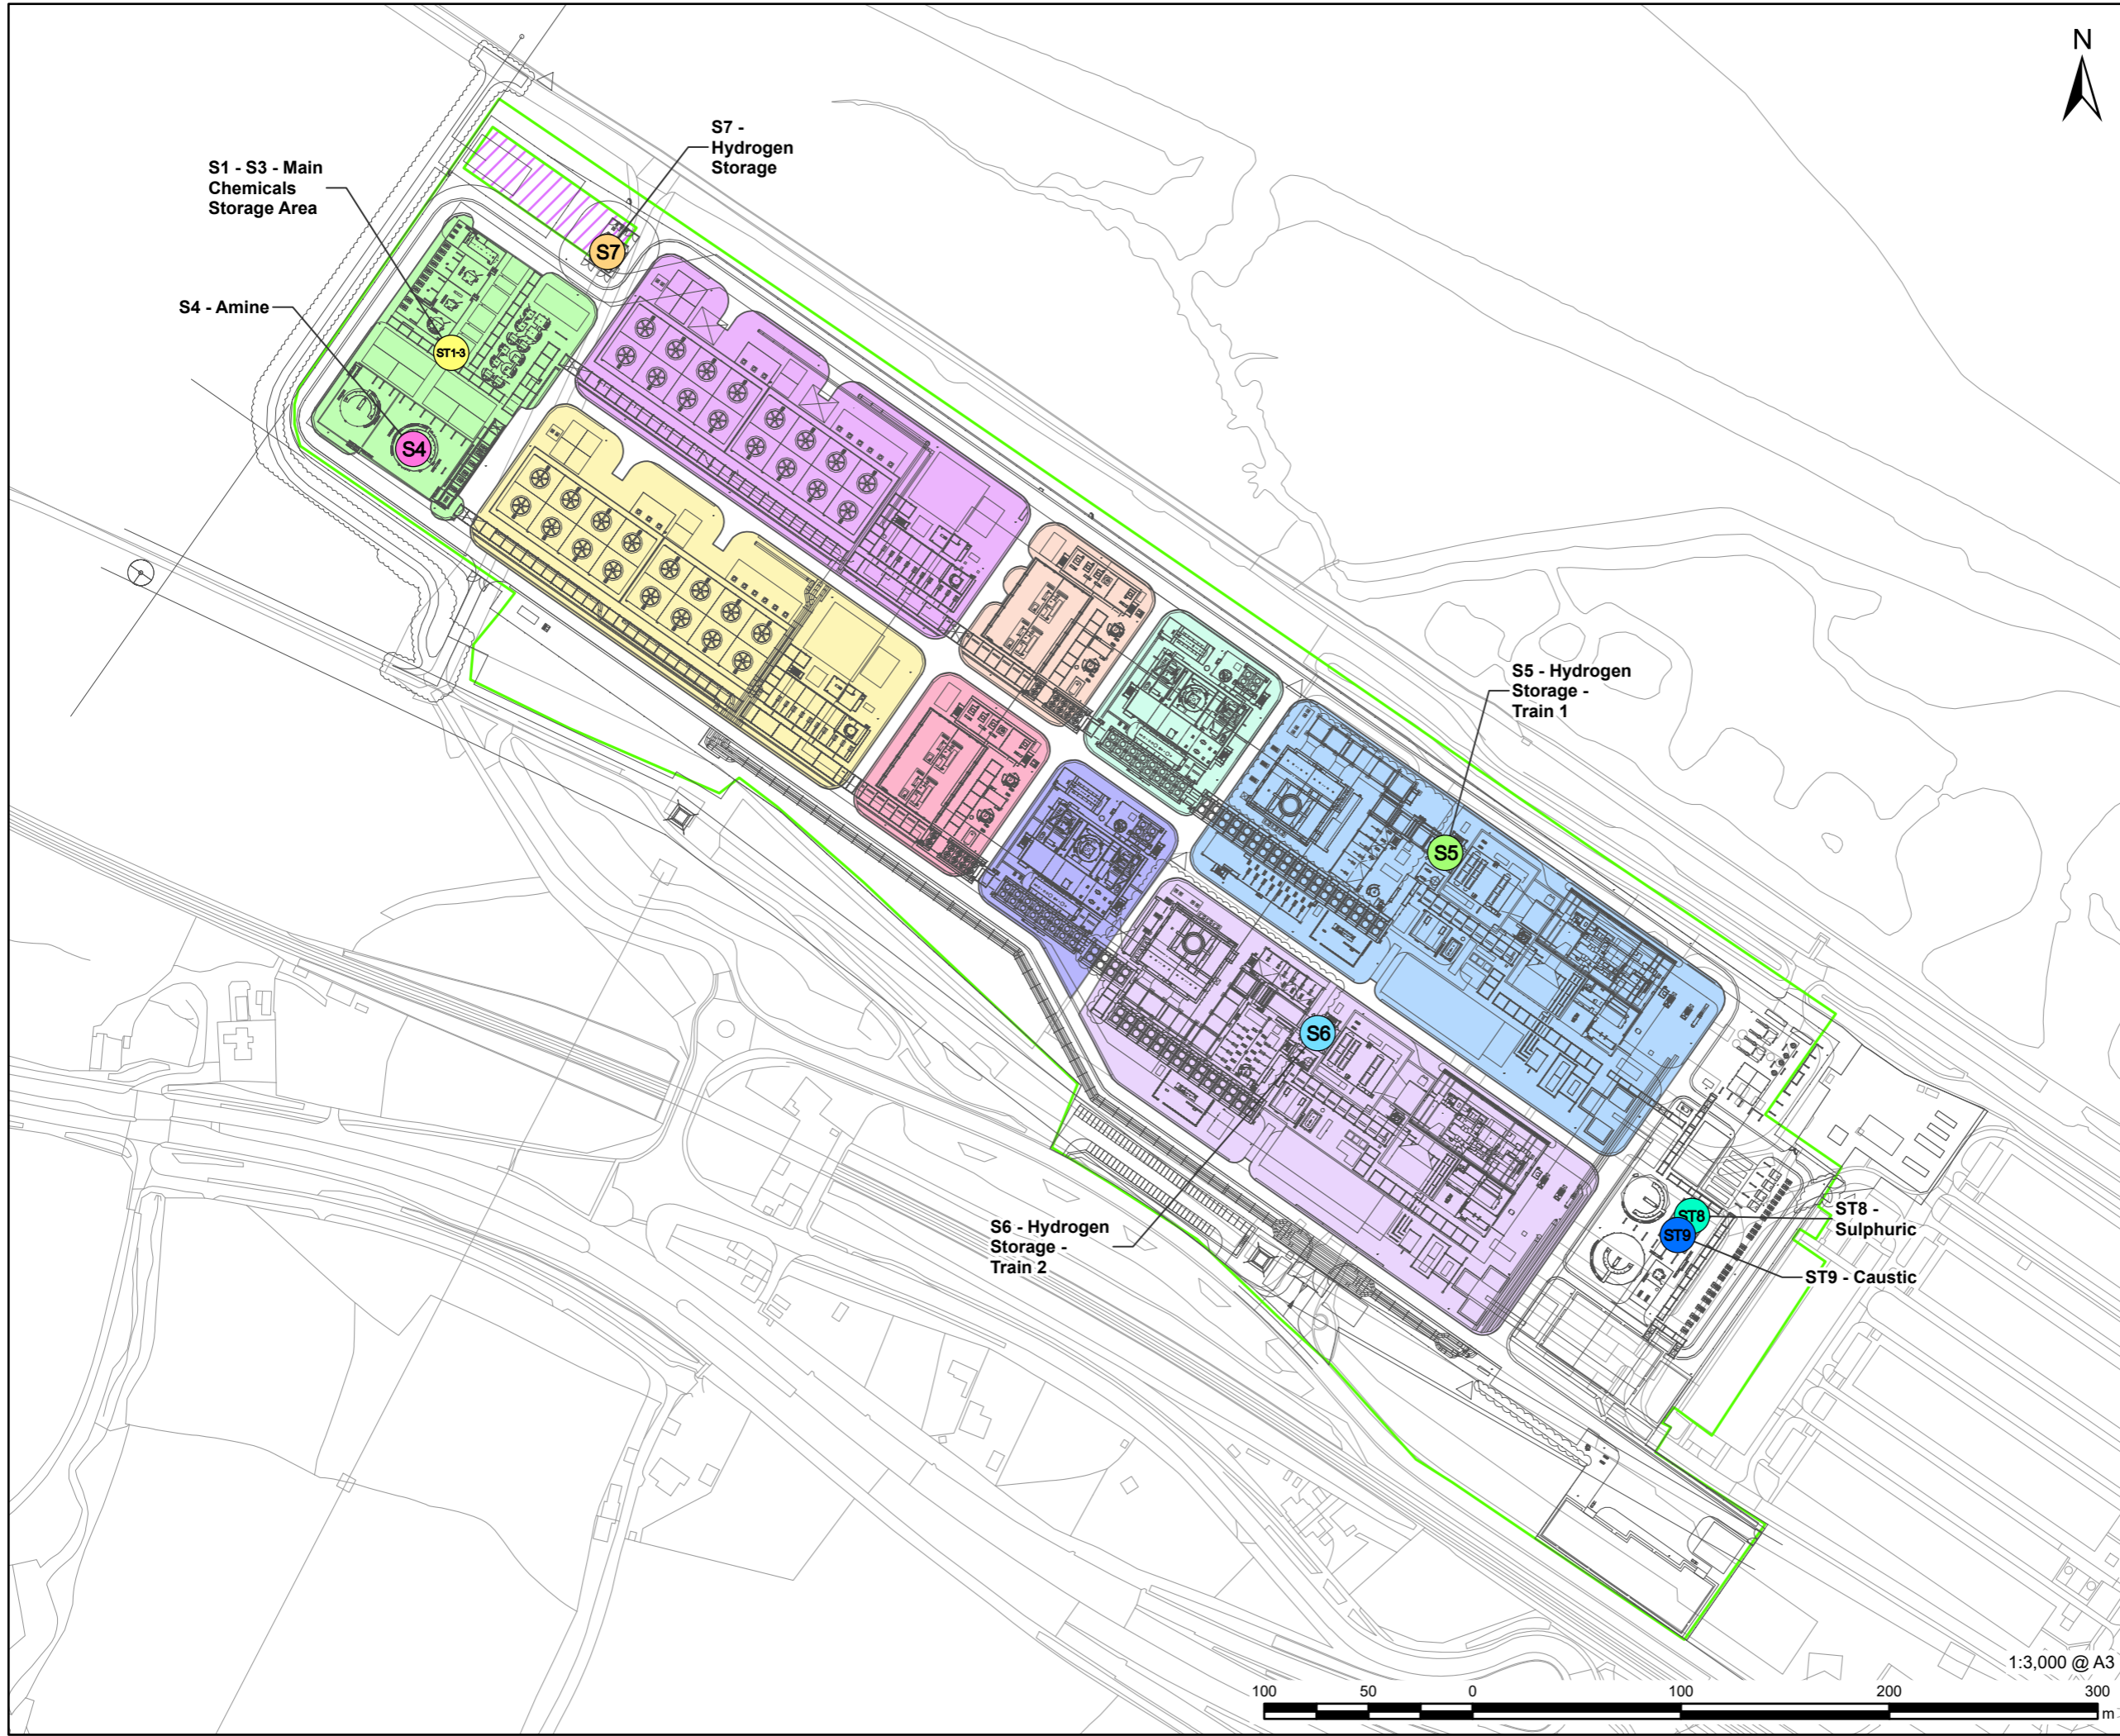 N
S7 -
Hydrogen
Storage
S1 - S3 - Main
Chemicals
Storage Area
S7
S4 - Amine
ST1-3
S4
S5 - Hydrogen
Storage -
Train 1
S5
S6
S6 - Hydrogen
Storage -
Train 2
ST8
ST8 -
Sulphuric
ST9
ST9 - Caustic
1:3,000 @ A3
100 50 0 100 200 300
m